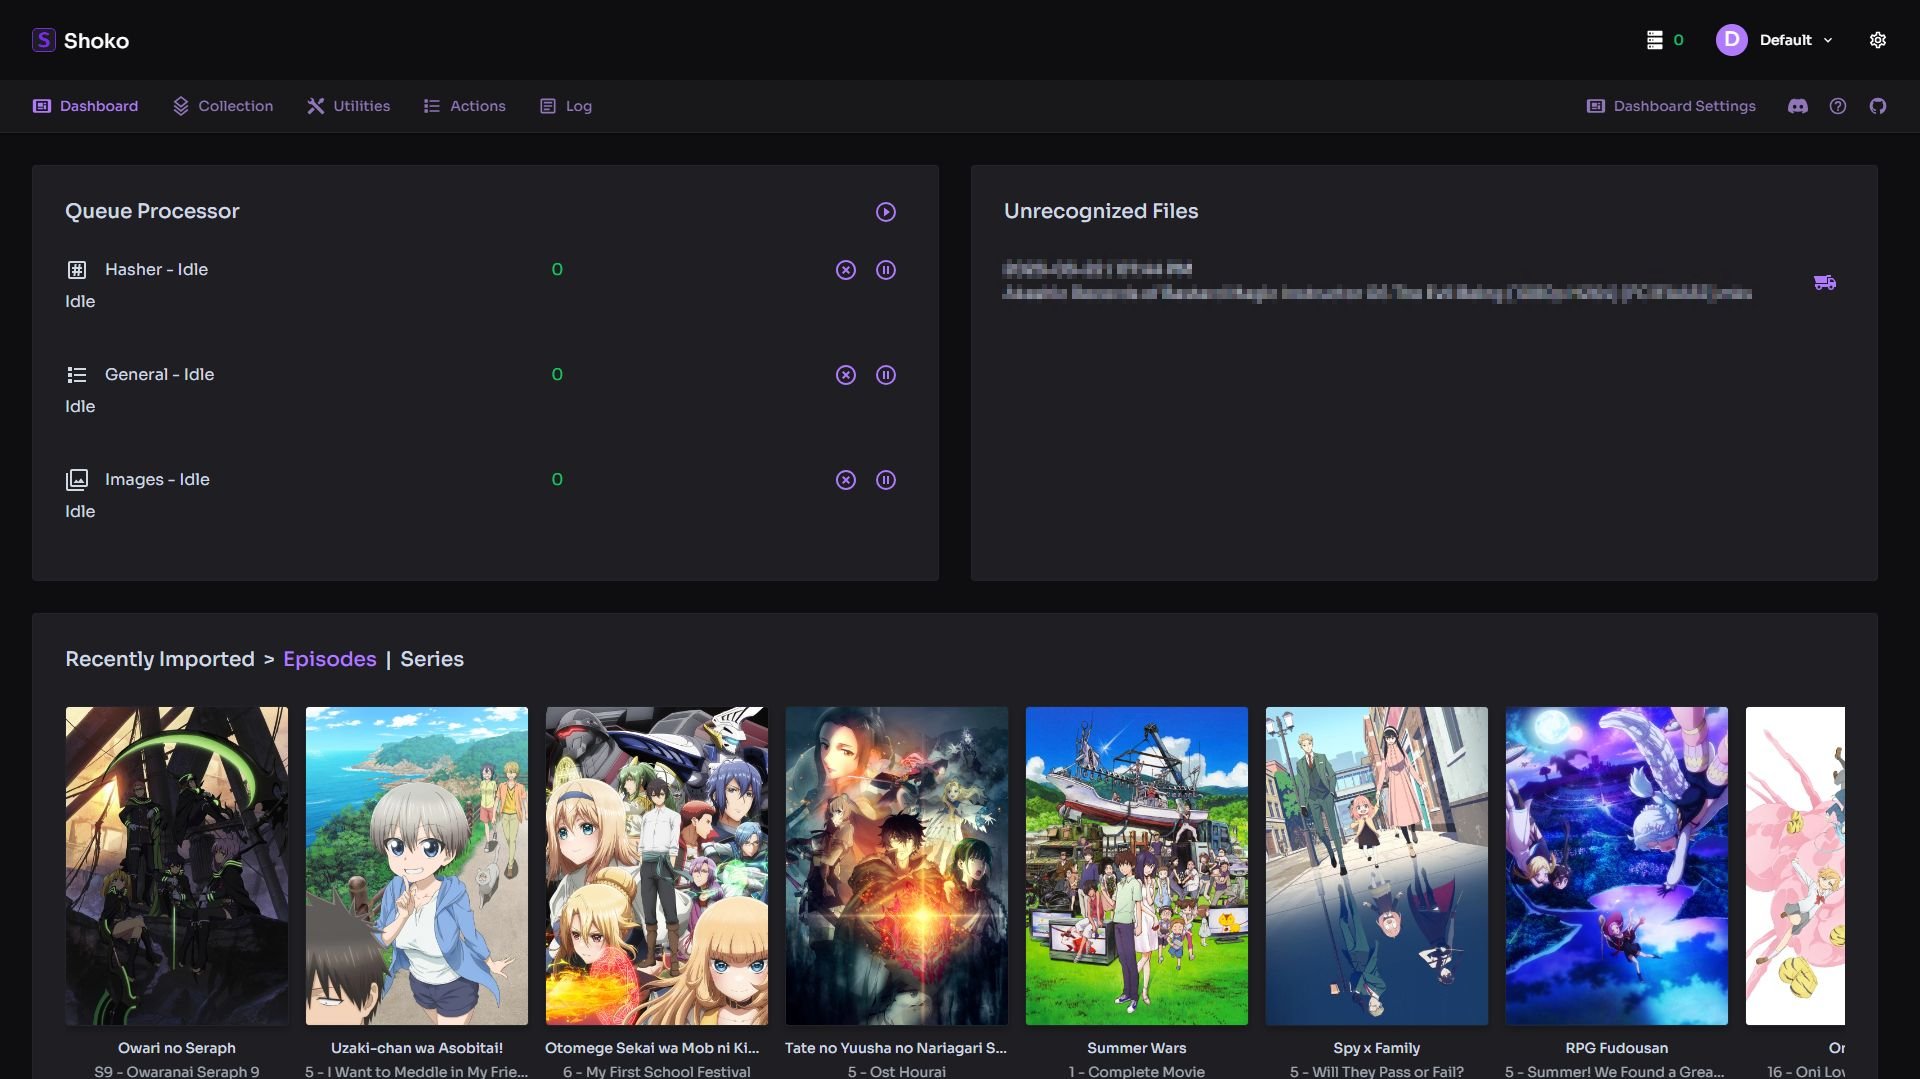 S Shoko
0
D Default
Dashboard
Collection
Utilities
Actions
Log
Dashboard Settings
Queue Processor
Hasher - Idle
0
Idle
General - Idle
0
Idle
Images - Idle
0
Idle
Unrecognized Files
Recently Imported > Episodes | Series
Owari no Seraph
S9 - Owaranai Seraph 9
Uzaki-chan wa Asobitai!
5 - I Want to Meddle in My Frie...
Otomege Sekai wa Mob ni Ki...
6 - My First School Festival
Tate no Yuusha no Nariagari S...
5 - Ost Hourai
Summer Wars
1 - Complete Movie
Spy x Family
5 - Will They Pass or Fail?
RPG Fudousan
5 - Summer! We Found a Grea...
16 - Oni